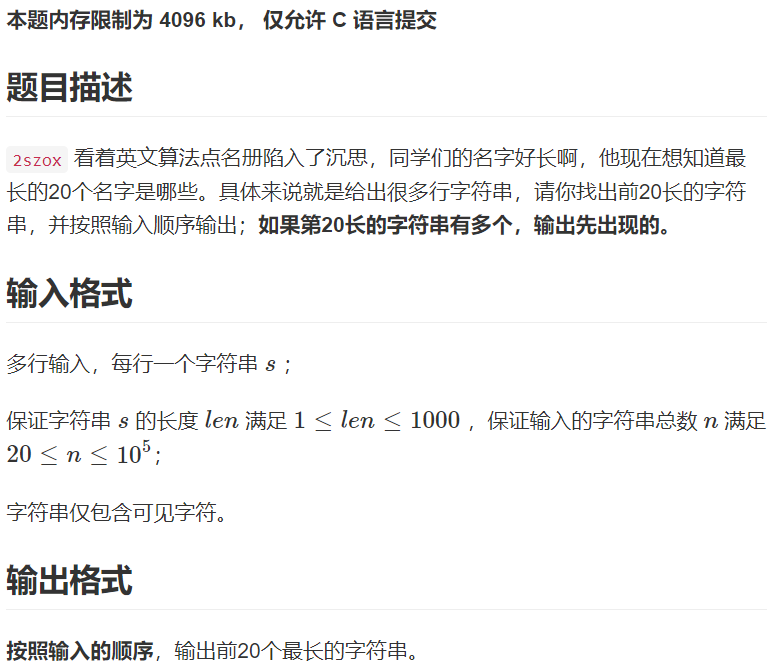 本题内存限制为 4096 kb， 仅允许 C 语言提交
题目描述
2szox 看着英文算法点名册陷入了沉思，同学们的名字好长啊，他现在想知道最
长的20个名字是哪些。具体来说就是给出很多行字符串，请你找出前20长的字符
串，并按照输入顺序输出；如果第20长的字符串有多个，输出先出现的。
输入格式
多行输入，每行一个字符串 s ；
保证字符串 s 的长度 len 满足 1 ≤ len ≤ 1000 ，保证输入的字符串总数 n 满足
20 ≤ n ≤ 10⁵；
字符串仅包含可见字符。
输出格式
按照输入的顺序，输出前20个最长的字符串。